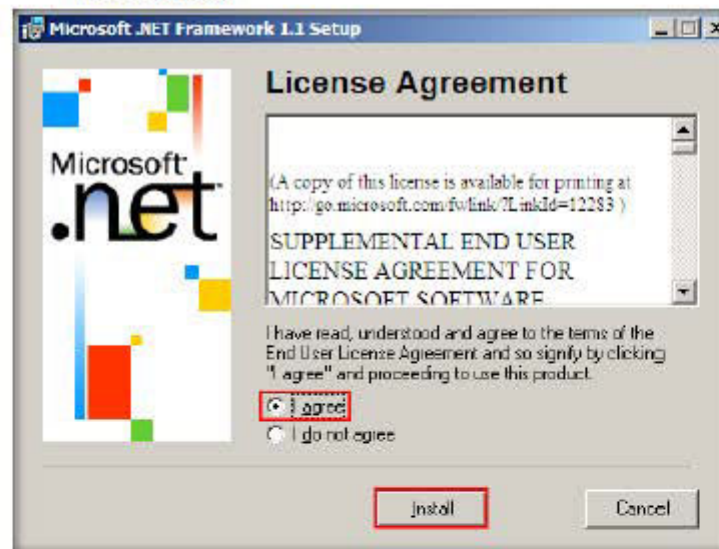 Microsoft .NET Framework 1.1 Setup
License Agreement
Microsoft
.net
(A copy of this license is available for printing at
http://go.microsoft.com/fwlink/?LinkId=12283 )
SUPPLEMENTAL END USER
LICENSE AGREEMENT FOR
MICROSOFT SOFTWARE
I have read, understood and agree to the terms of the
End User License Agreement and so signify by clicking
"I agree" and proceeding to use this product.
I agree
I do not agree
Install
Cancel